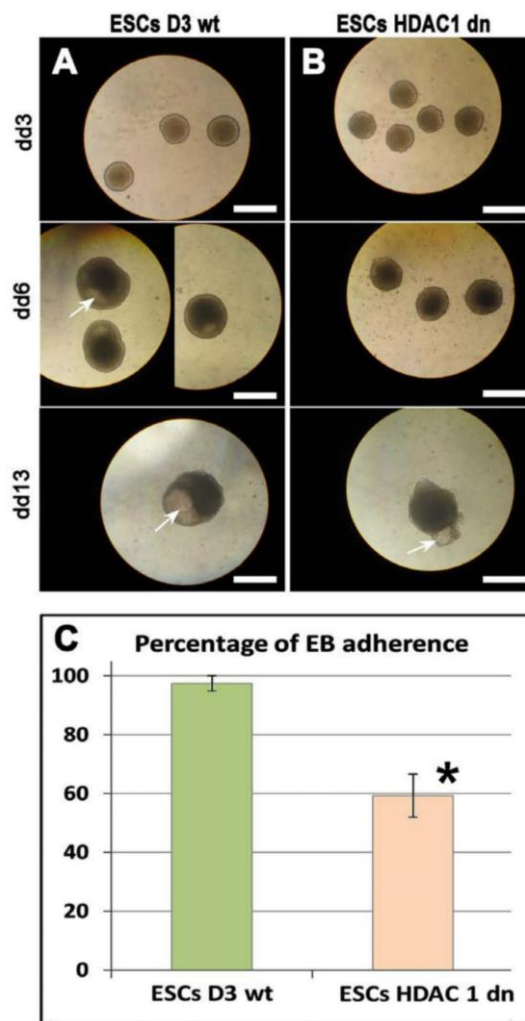 ESCs D3 wt ESCs HDAC1 dn
A B
dd3
dd6
dd13
C Percentage of EB adherence
100
80
60
40
20
0
*
ESCs D3 wt ESCs HDAC 1 dn